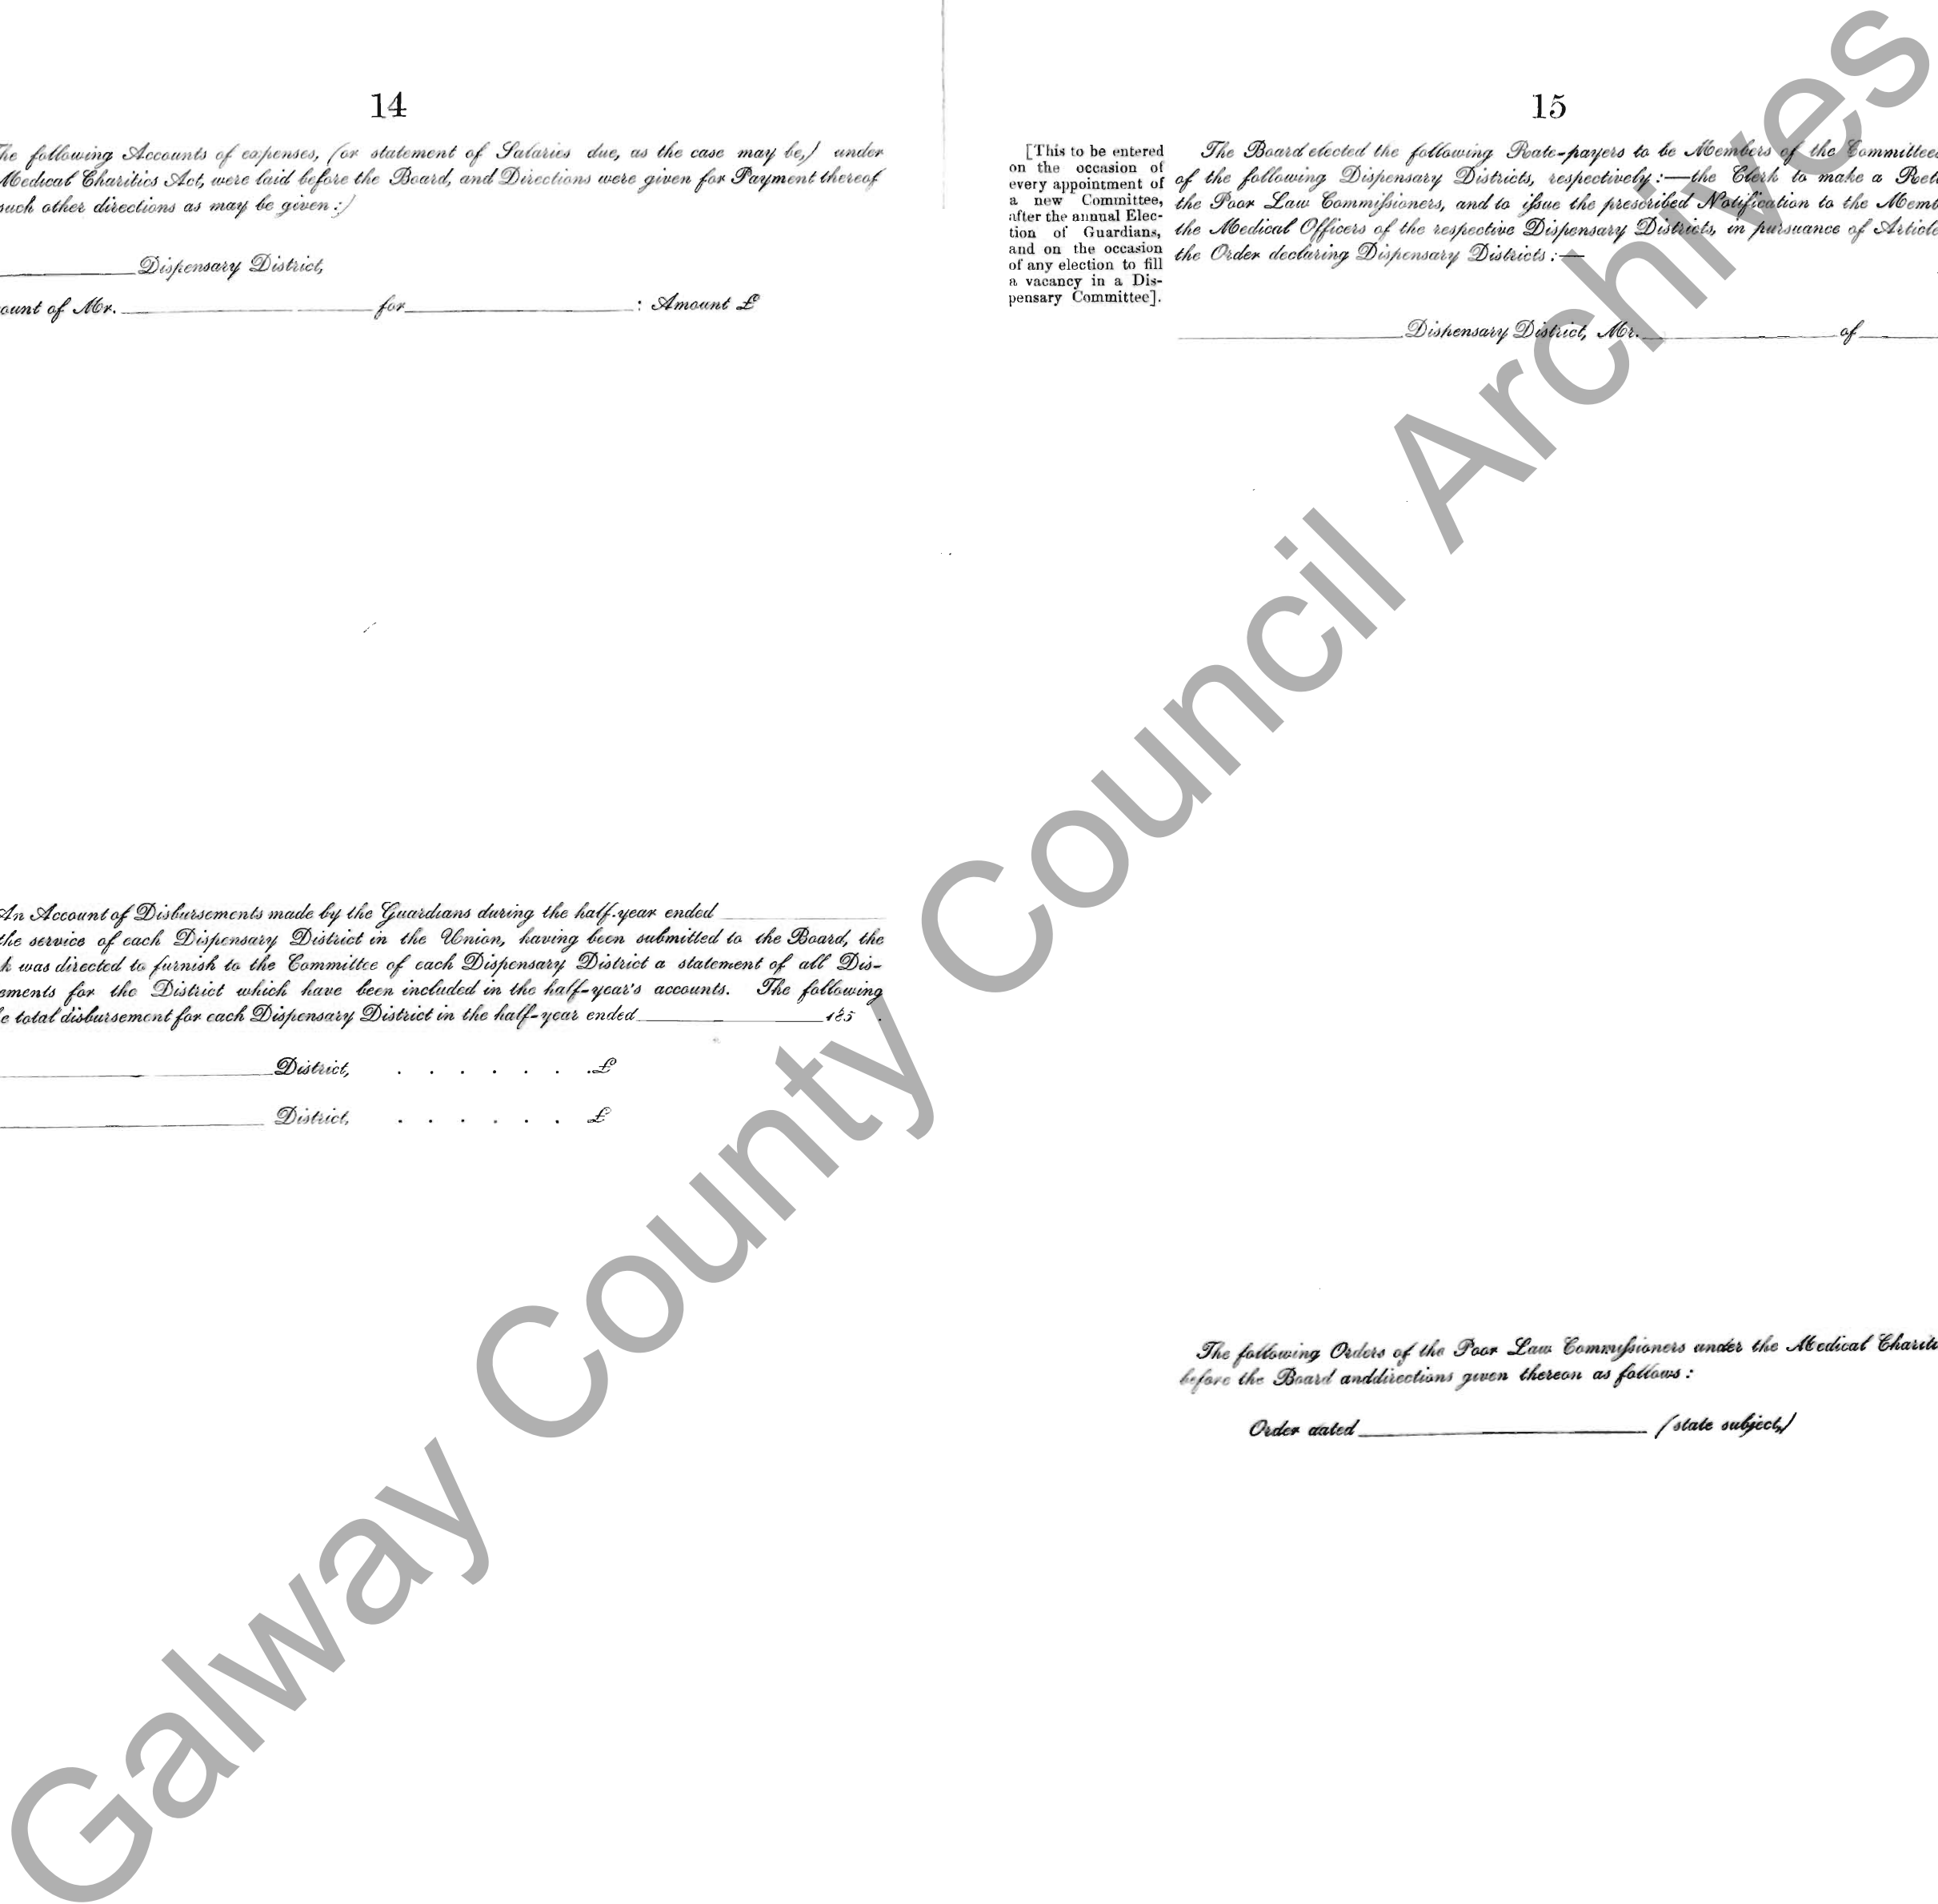 14
he following Accounts of expenses, (or statement of Salaries due, as the case may be,) under
Medical Charities Act, were laid before the Board, and Directions were given for Payment thereof
such other directions as may be given:)
Dispensary District,
ount of Mr. for : Amount £
An Account of Disbursements made by the Guardians during the half-year ended
the service of each Dispensary District in the Union, having been submitted to the Board, the
k was directed to furnish to the Committee of each Dispensary District a statement of all Dis-
ements for the District which have been included in the half-year's accounts. The following
e total disbursement for each Dispensary District in the half-year ended 185 .
District, . . . . . . . £
District, . . . . . . £
15
[This to be entered
on the occasion of
every appointment of
a new Committee,
after the annual Elec-
tion of Guardians,
and on the occasion
of any election to fill
a vacancy in a Dis-
pensary Committee].
The Board elected the following Rate-payers to be Members of the Committee
of the following Dispensary Districts, respectively:—the Clerk to make a Ret
the Poor Law Commissioners, and to issue the prescribed Notification to the Memb
the Medical Officers of the respective Dispensary Districts, in pursuance of Article
the Order declaring Dispensary Districts:—
Dispensary District, Mr. of
The following Orders of the Poor Law Commissioners under the Medical Charit
before the Board and directions given thereon as follows:
Order dated (state subject,)
Galway County Council Archives